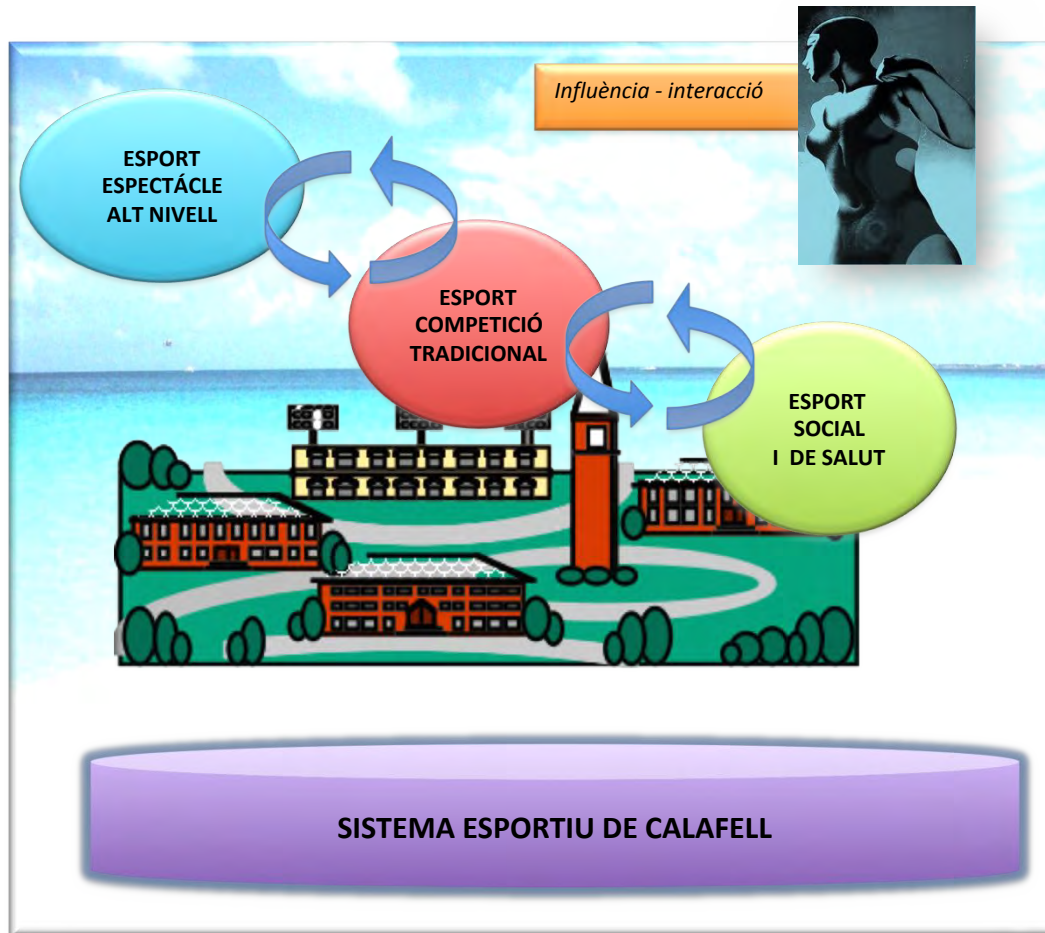 Influència - interacció
ESPORT
ESPECTÁCLE
ALT NIVELL
ESPORT
COMPETICIÓ
TRADICIONAL
ESPORT
SOCIAL
I DE SALUT
SISTEMA ESPORTIU DE CALAFELL